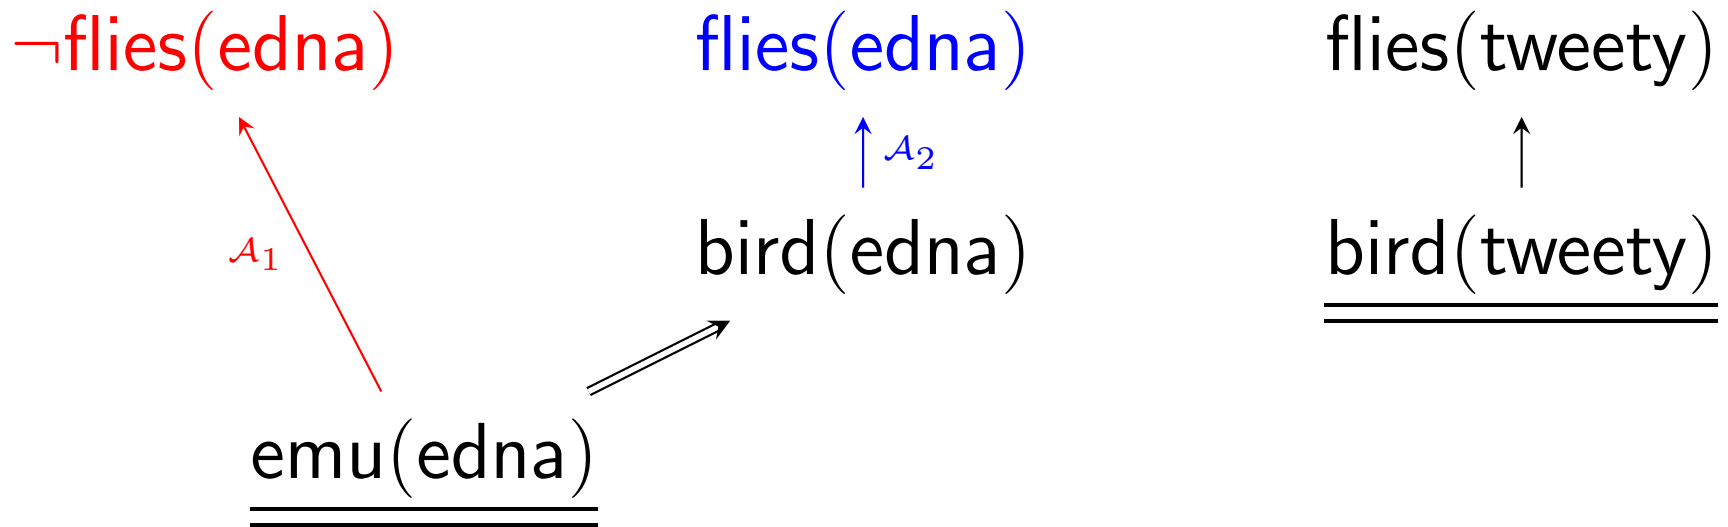 ¬flies(edna) flies(edna) flies(tweety)
𝒜₂
bird(edna) bird(tweety)
𝒜₁
emu(edna)